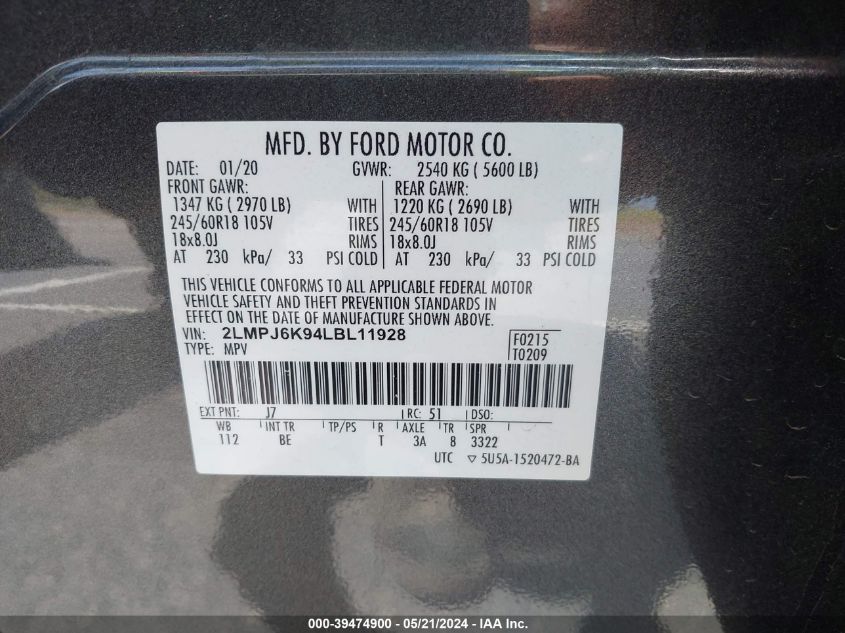 MFD. BY FORD MOTOR CO.
DATE: 01/20 GVWR: 2540 KG ( 5600 LB)
FRONT GAWR: REAR GAWR:
1347 KG ( 2970 LB) WITH 1220 KG ( 2690 LB) WITH
245/60R18 105V TIRES 245/60R18 105V TIRES
18x8.0J RIMS 18x8.0J RIMS
AT 230 kPa/ 33 PSI COLD AT 230 kPa/ 33 PSI COLD
THIS VEHICLE CONFORMS TO ALL APPLICABLE FEDERAL MOTOR
VEHICLE SAFETY AND THEFT PREVENTION STANDARDS IN
EFFECT ON THE DATE OF MANUFACTURE SHOWN ABOVE.
VIN: 2LMPJ6K94LBL11928 F0215
TYPE: MPV T0209
EXT PNT: J7 RC: 51 DSO:
WB INT TR TP/PS R AXLE TR SPR
112 BE T 3A 8 3322
UTC ▽ 5U5A-1520472-BA
000-39474900 - 05/21/2024 - IAA Inc.